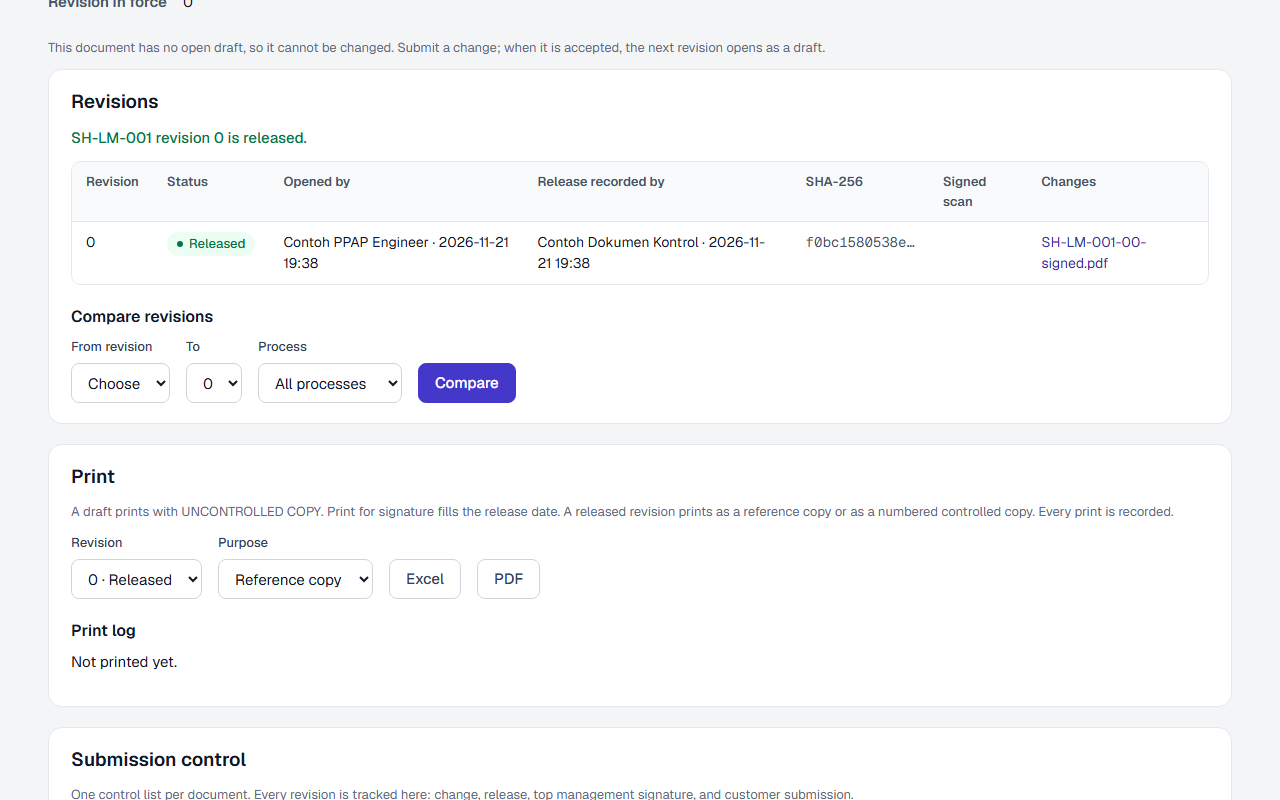 Revision in force 0
This document has no open draft, so it cannot be changed. Submit a change; when it is accepted, the next revision opens as a draft.
Revisions
SH-LM-001 revision 0 is released.
Revision Status Opened by Release recorded by SHA-256 Signed scan Changes
0 Released Contoh PPAP Engineer · 2026-11-21 19:38 Contoh Dokumen Kontrol · 2026-11-21 19:38 f0bc1580538e… SH-LM-001-00-signed.pdf
Compare revisions
From revision To Process
Choose 0 All processes Compare
Print
A draft prints with UNCONTROLLED COPY. Print for signature fills the release date. A released revision prints as a reference copy or as a numbered controlled copy. Every print is recorded.
Revision Purpose
0 · Released Reference copy Excel PDF
Print log
Not printed yet.
Submission control
One control list per document. Every revision is tracked here: change, release, top management signature, and customer submission.